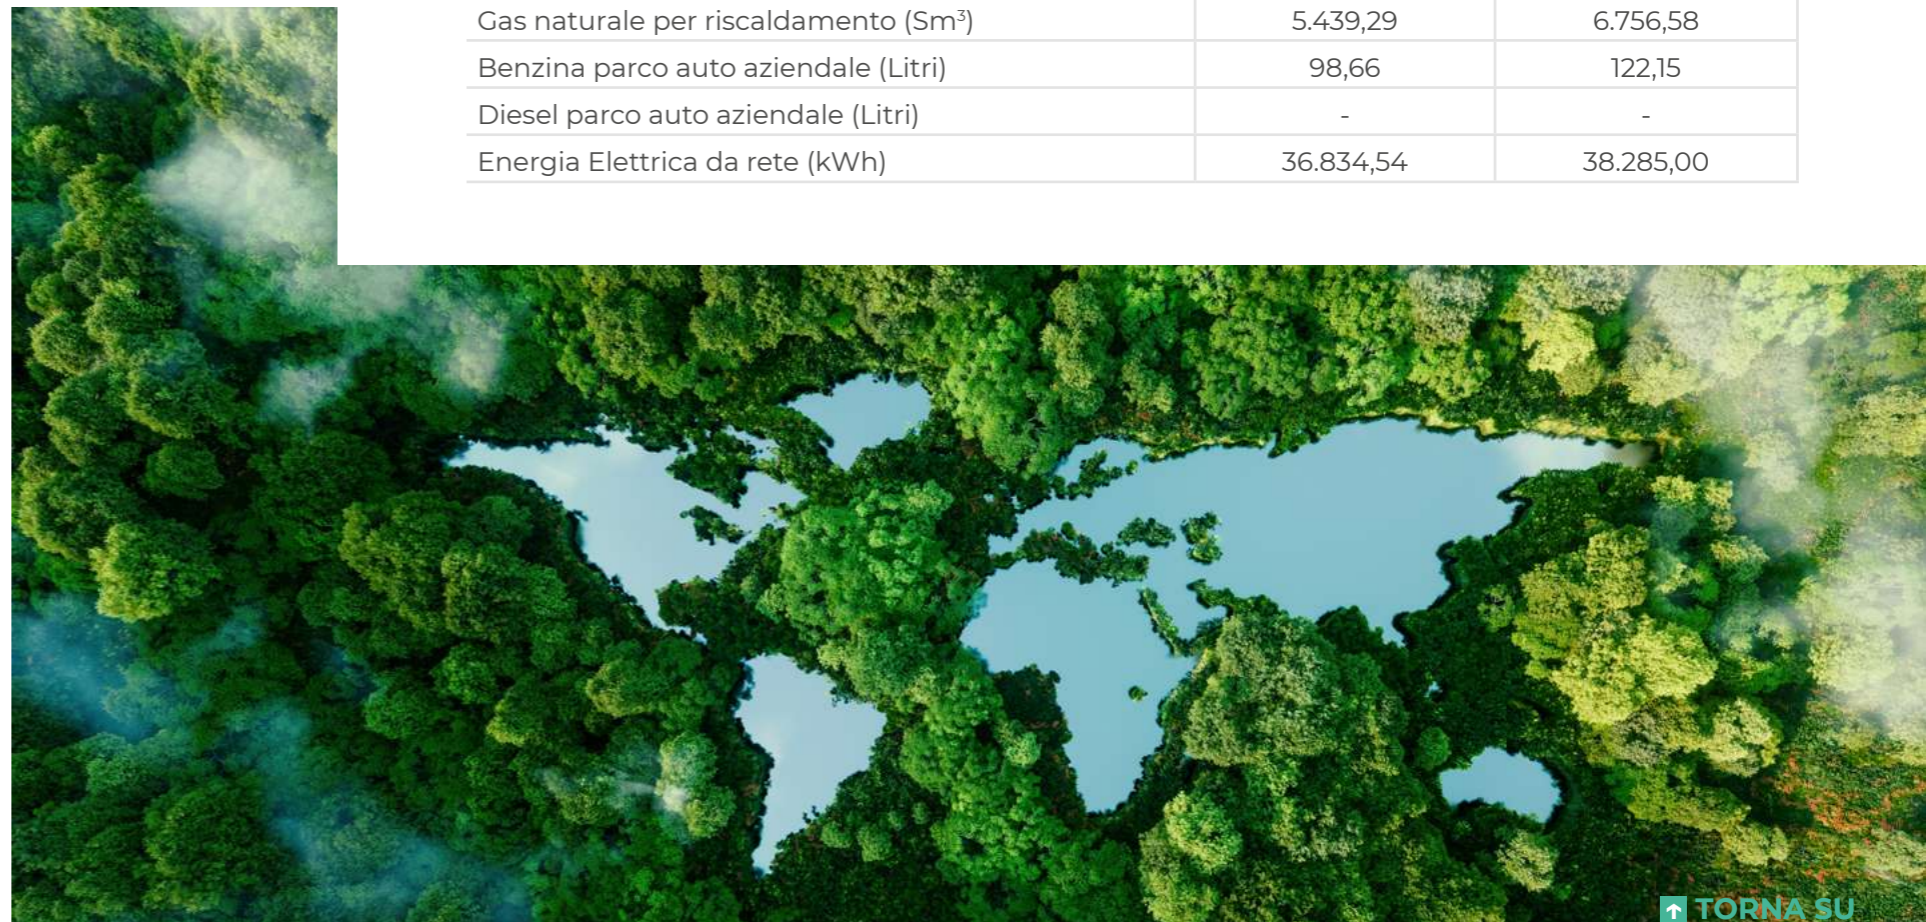 Gas naturale per riscaldamento (Sm³) 5.439,29 6.756,58
Benzina parco auto aziendale (Litri) 98,66 122,15
Diesel parco auto aziendale (Litri) - -
Energia Elettrica da rete (kWh) 36.834,54 38.285,00
TORNA SU